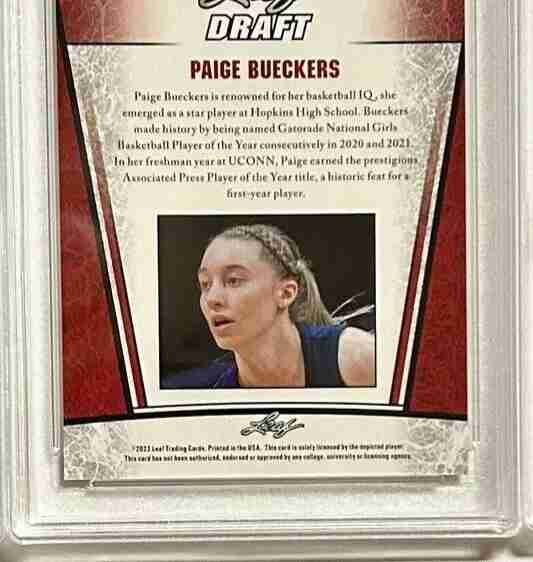 Leaf
DRAFT
PAIGE BUECKERS
Paige Bueckers is renowned for her basketball IQ, she
emerged as a star player at Hopkins High School. Bueckers
made history by being named Gatorade National Girls
Basketball Player of the Year consecutively in 2020 and 2021.
In her freshman year at UCONN, Paige earned the prestigious
Associated Press Player of the Year title, a historic feat for a
first-year player.
Leaf
©2023 Leaf Trading Cards. Printed in the USA. This card is solely licensed by the depicted player.
This card has not been authorized, endorsed or approved by any college, university or licensing agency.